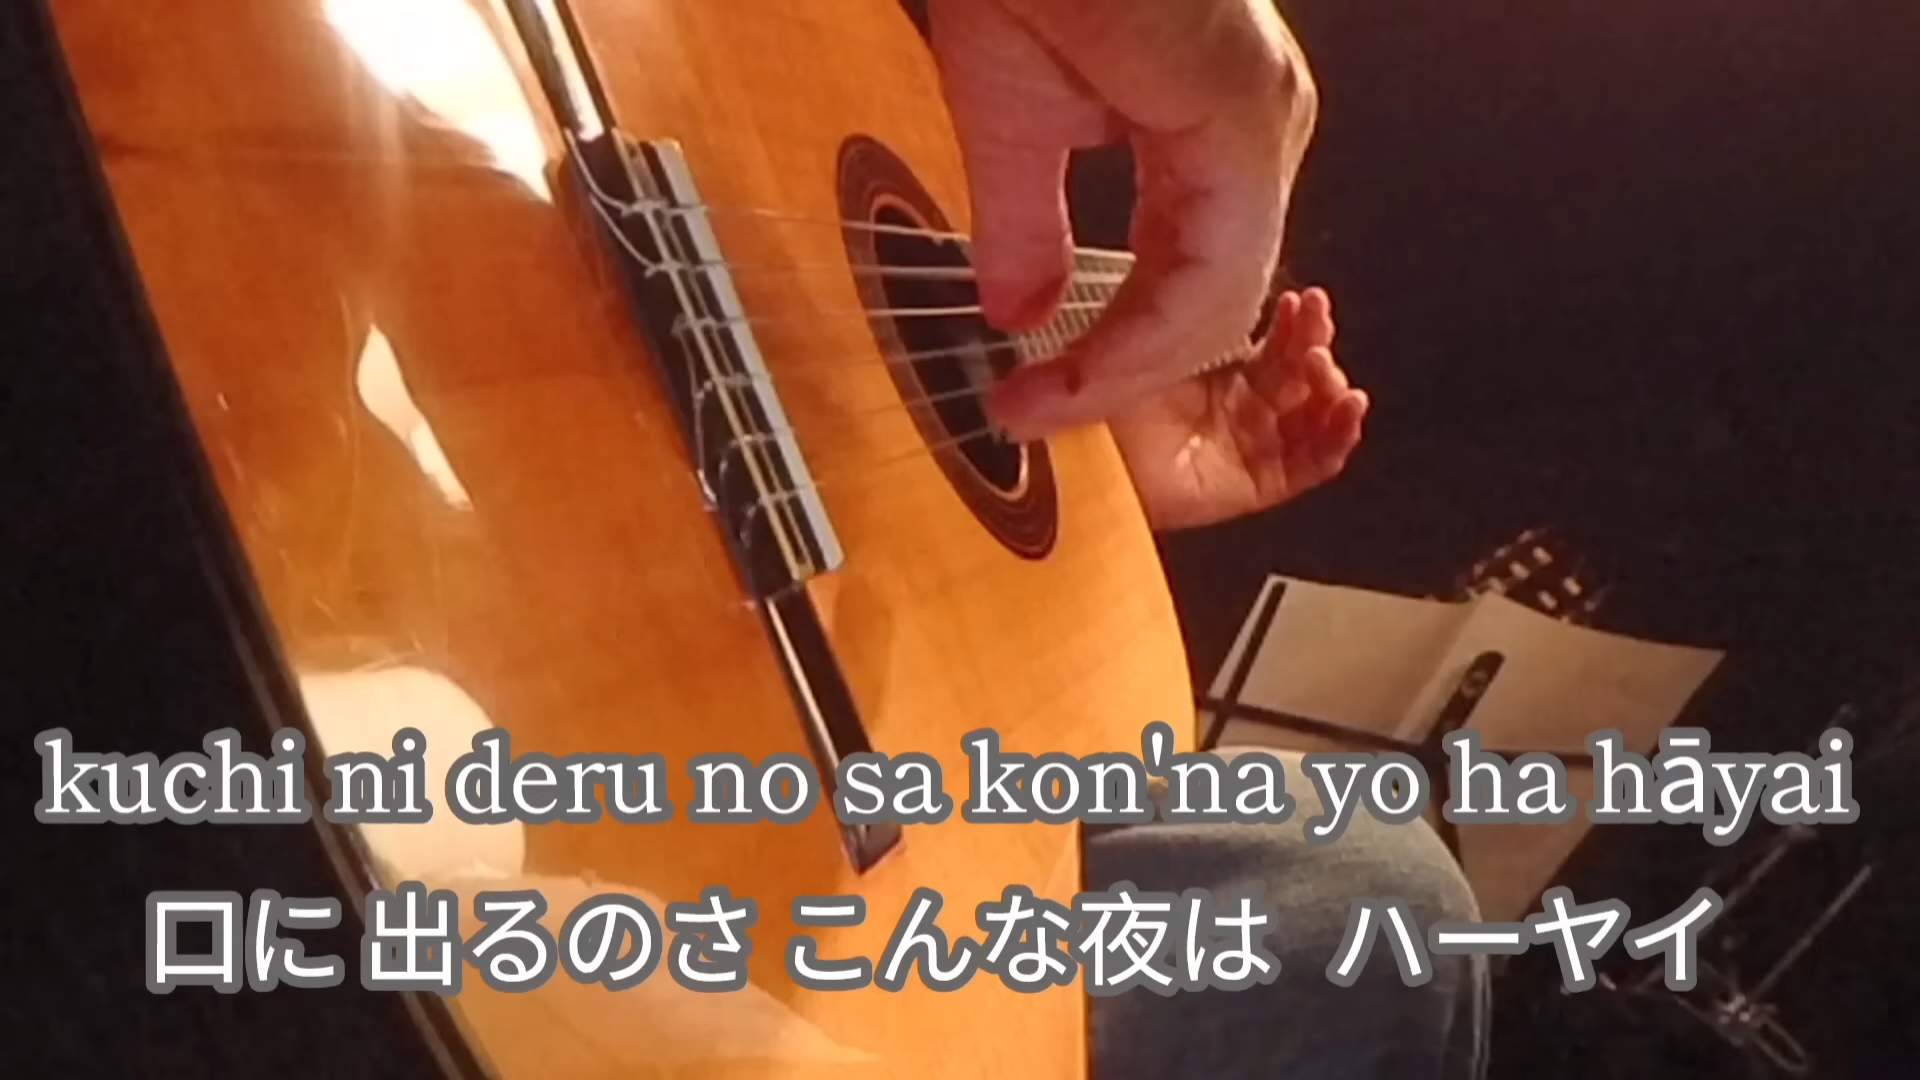 kuchi ni deru no sa kon'na yo ha hāyai
口に 出るのさ こんな夜は ハーヤイ